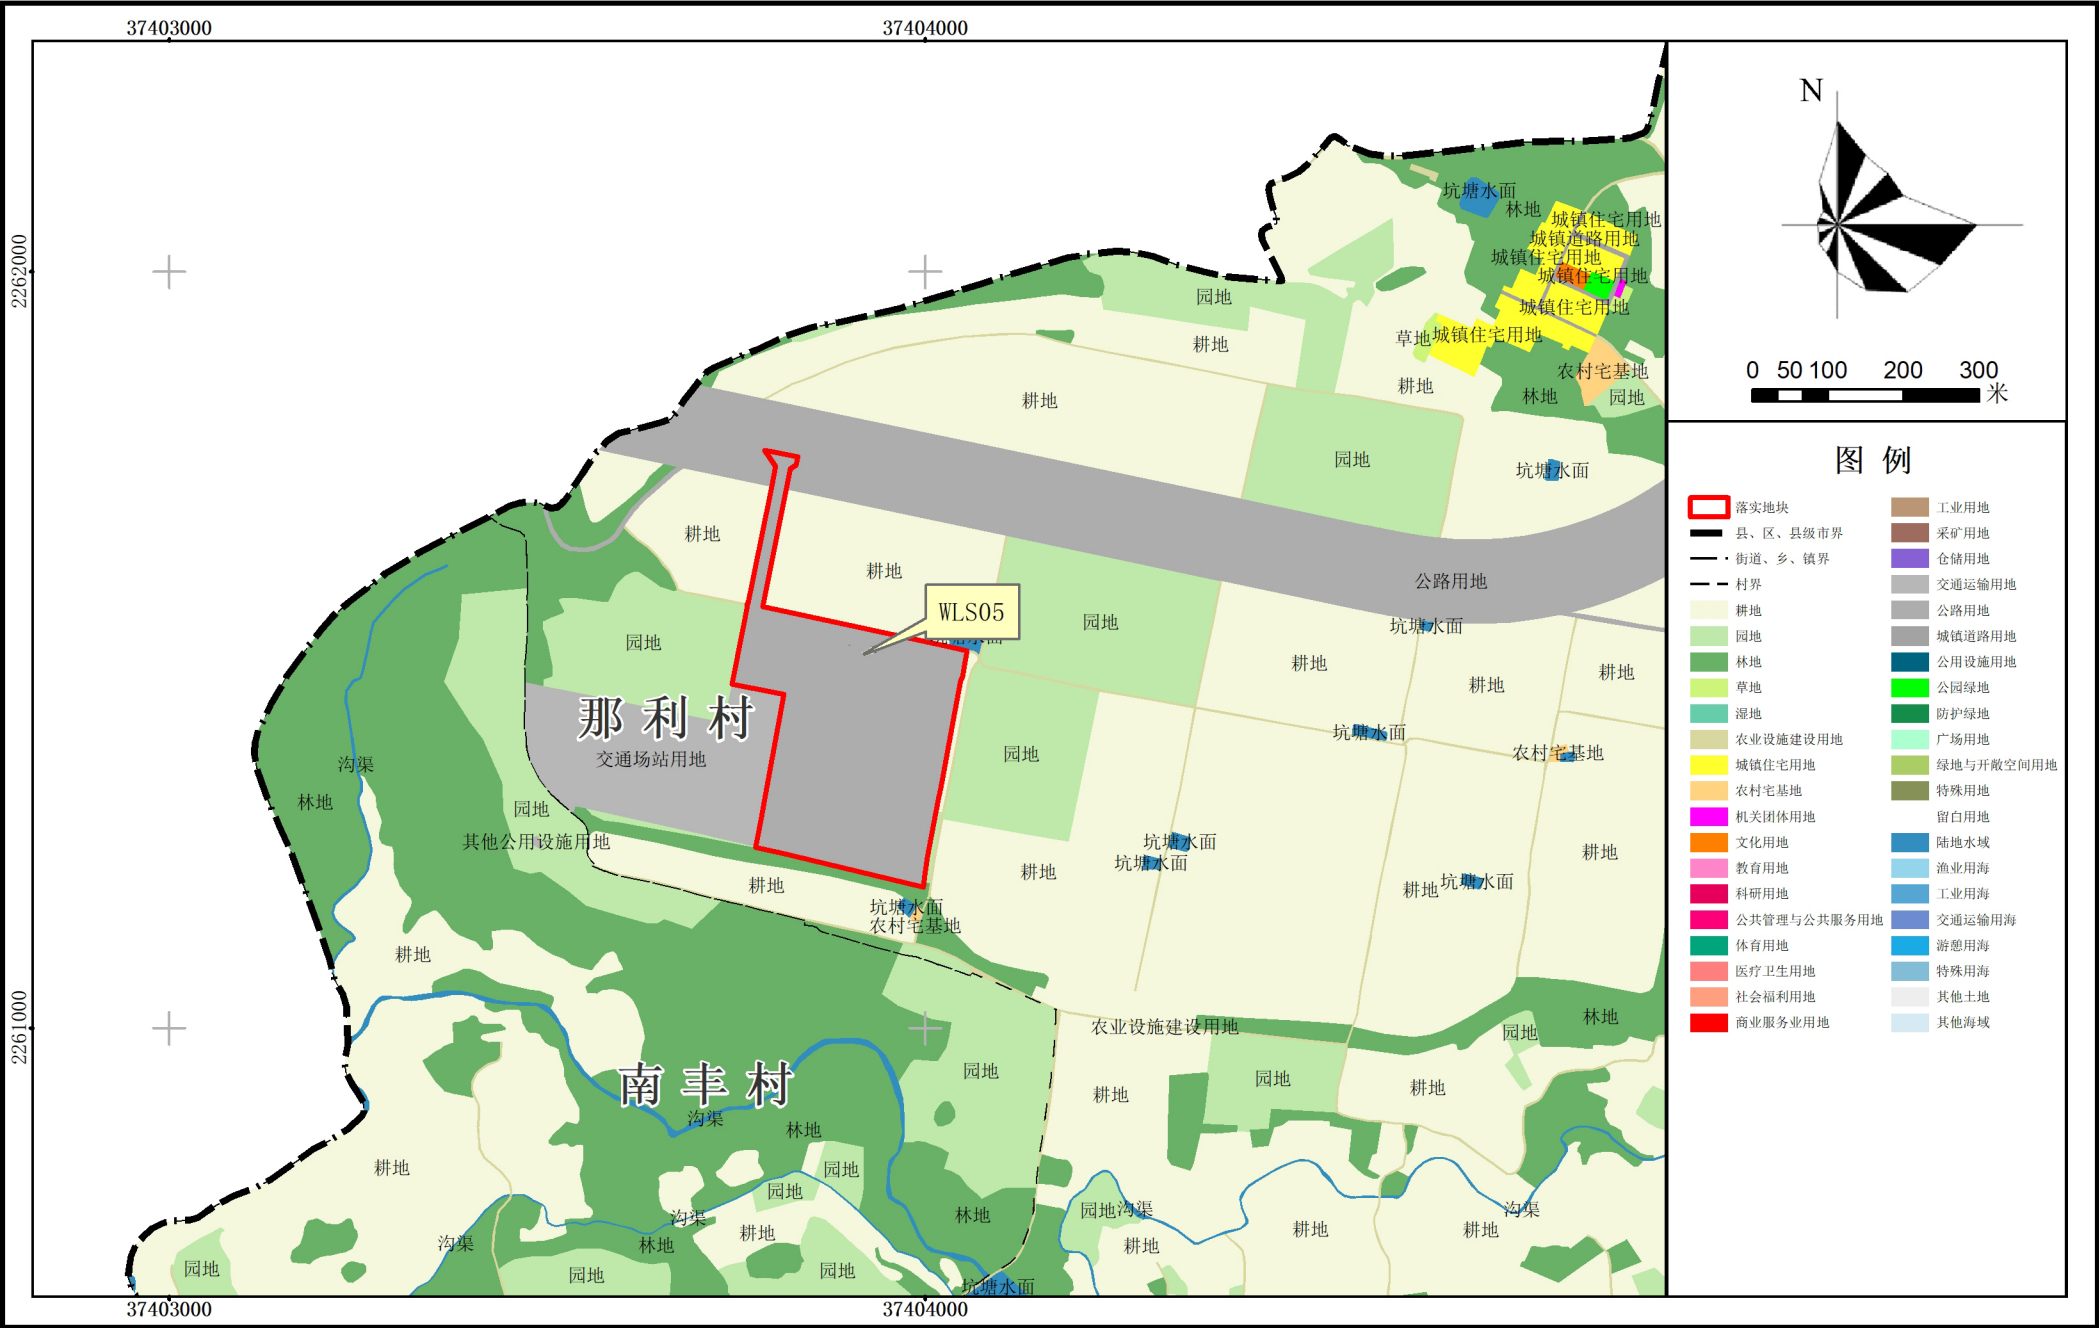 37403000
37404000
2262000
2261000
37403000
37404000
坑塘水面
林地
城镇住宅用地
城镇道路用地
城镇住宅用地
城镇住宅用地
城镇住宅用地
草地
城镇住宅用地
园地
耕地
耕地
耕地
农村宅基地
林地
园地
园地
坑塘水面
耕地
耕地
公路用地
WLS05
园地
园地
坑塘水面
耕地
耕地
耕地
那利村
交通场站用地
园地
坑塘水面
农村宅基地
沟渠
林地
园地
其他公用设施用地
坑塘水面
坑塘水面
耕地
耕地
耕地
坑塘水面
耕地
坑塘水面
农村宅基地
耕地
农业设施建设用地
园地
林地
园地
南丰村
沟渠
林地
耕地
园地
耕地
耕地
园地
园地
沟渠
耕地
林地
园地
沟渠
耕地
沟渠
耕地
耕地
沟渠
林地
园地
园地
园地
坑塘水面
N
0 50 100 200 300 米
图 例
落实地块
县、区、县级市界
街道、乡、镇界
村界
耕地
园地
林地
草地
湿地
农业设施建设用地
城镇住宅用地
农村宅基地
机关团体用地
文化用地
教育用地
科研用地
公共管理与公共服务用地
体育用地
医疗卫生用地
社会福利用地
商业服务业用地
工业用地
采矿用地
仓储用地
交通运输用地
公路用地
城镇道路用地
公用设施用地
公园绿地
防护绿地
广场用地
绿地与开敞空间用地
特殊用地
留白用地
陆地水域
渔业用海
工业用海
交通运输用海
游憩用海
特殊用海
其他土地
其他海域